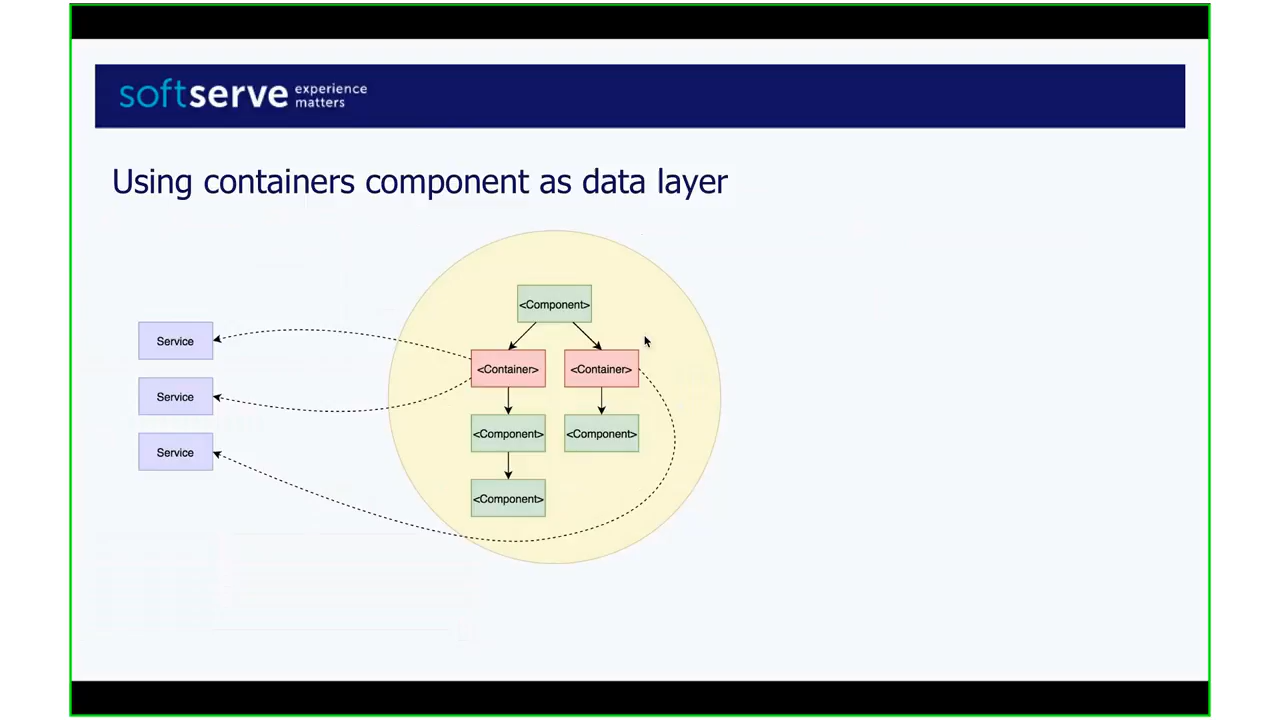 softserve experience
matters
Using containers component as data layer
<Component>
Service
<Container> <Container>
Service
<Component> <Component>
Service
<Component>